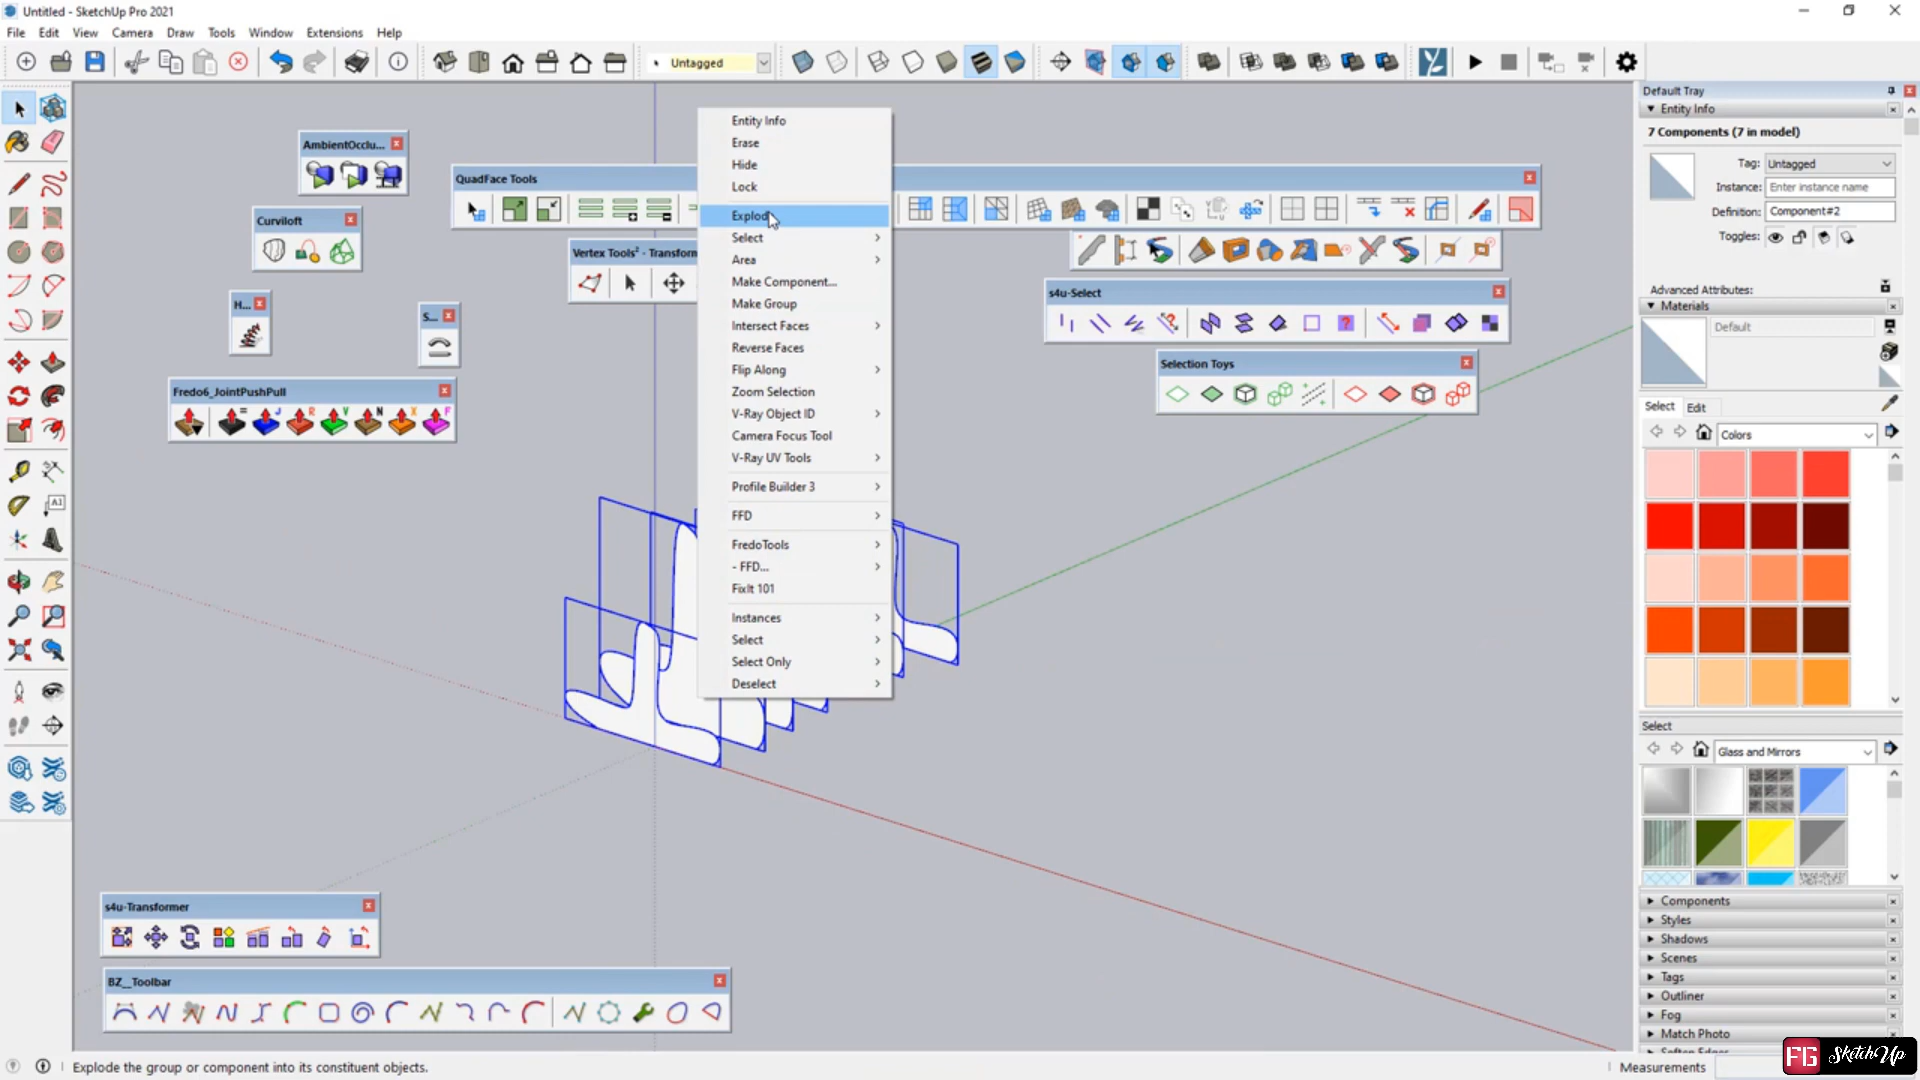 Untitled - SketchUp Pro 2021
File Edit View Camera Draw Tools Window Extensions Help
Untagged
Default Tray
Entity Info
7 Components (7 in model)
Tag: Untagged
Instance: Enter instance name
Definition: Component#2
Toggles:
Advanced Attributes:
Materials
Default
Select Edit
Colors
Select
Glass and Mirrors
Components
Styles
Shadows
Scenes
Tags
Outliner
Fog
Match Photo
Soften Edges
AmbientOcclu...
Curviloft
H...
S...
Fredo6_JointPushPull
QuadFace Tools
Vertex Tools² - Transform
s4u-Select
Selection Toys
Entity Info
Erase
Hide
Lock
Explode
Select
Area
Make Component...
Make Group
Intersect Faces
Reverse Faces
Flip Along
Zoom Selection
V-Ray Object ID
Camera Focus Tool
V-Ray UV Tools
Profile Builder 3
FFD
FredoTools
- FFD...
FixIt 101
Instances
Select
Select Only
Deselect
s4u-Transformer
BZ__Toolbar
Explode the group or component into its constituent objects.
Measurements
FG SketchUp